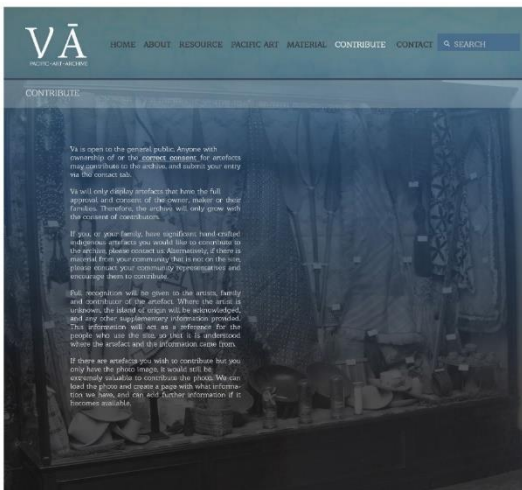 VĀ
PACIFIC•ART•ARCHIVE
HOME ABOUT RESOURCE PACIFIC ART MATERIAL CONTRIBUTE CONTACT SEARCH
CONTRIBUTE
Vā is open to the general public. Anyone with
ownership of or the correct consent for artefacts
may contribute to the archive, and submit your entry
via the contact tab.
Vā will only display artefacts that have the full
approval and consent of the owner, maker or their
families. Therefore, the archive will only grow with
the consent of contributors.
If you, or your family, have significant hand-crafted
indigenous artefacts you would like to contribute to
the archive, please contact us. Alternatively, if there is
material from your community that is not on the site,
please contact your community representatives and
encourage them to contribute.
Full recognition will be given to the artists, family
and contributor of the artefact. Where the artist is
unknown, the island of origin will be acknowledged,
and any other supplementary information provided.
This information will act as a reference for the
people who use the site, so that it is understood
where the artefact and the information came from.
If there are artefacts you wish to contribute but you
only have the photo image, it would still be
extremely valuable to contribute the photo. We can
load the photo and create a page with what informa-
tion we have, and can add further information if it
becomes available.